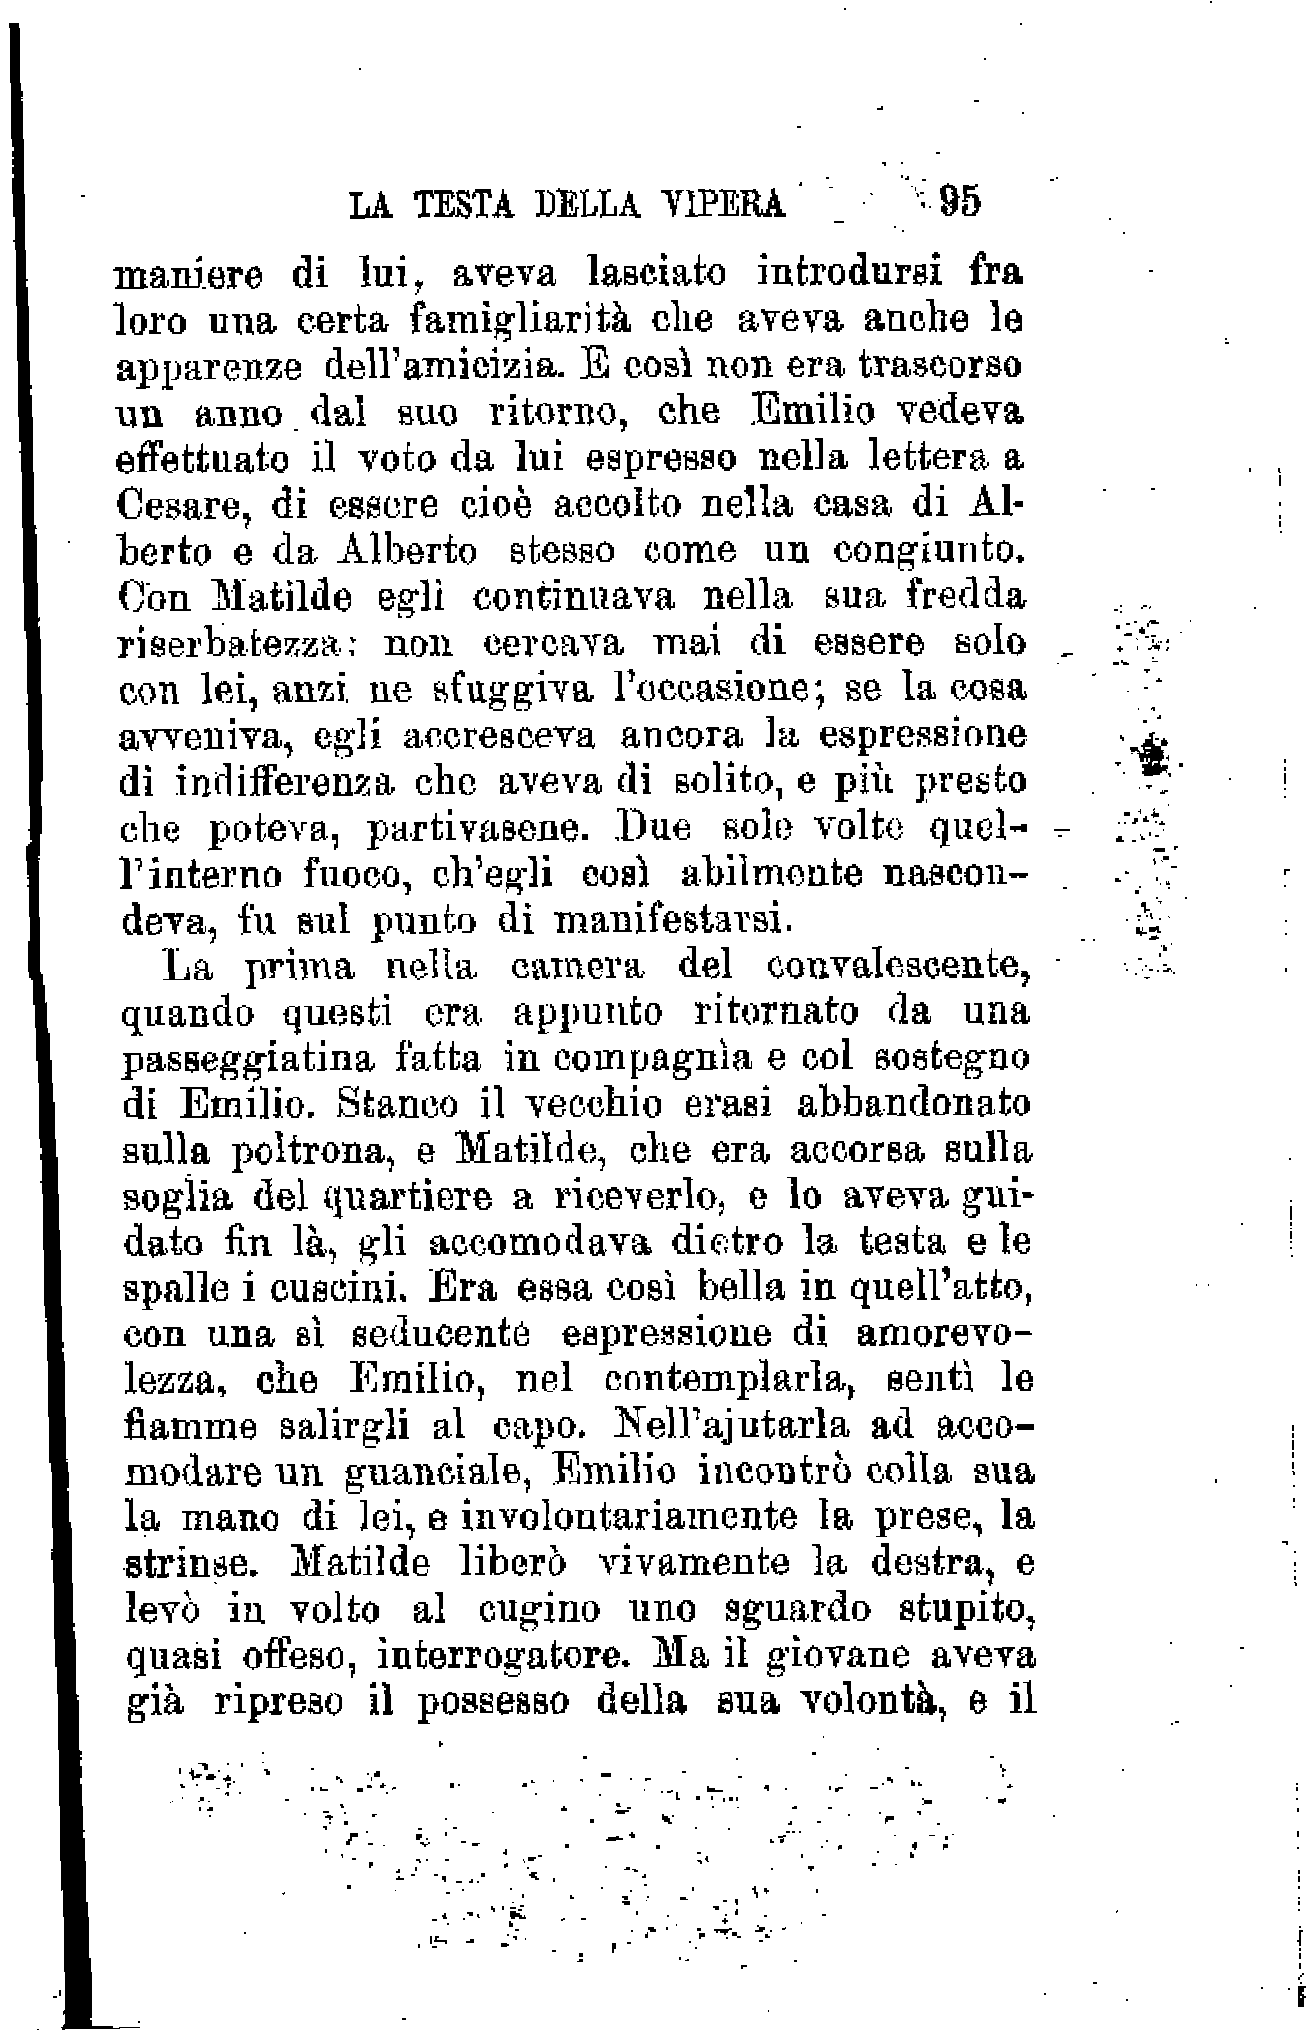 LA TESTA DELLA VIPERA 95
maniere di lui, aveva lasciato introdursi fra
loro una certa famigliarità che aveva anche le
apparenze dell'amicizia. E così non era trascorso
un anno dal suo ritorno, che Emilio vedeva
effettuato il voto da lui espresso nella lettera a
Cesare, di essere cioè accolto nella casa di Al-
berto e da Alberto stesso come un congiunto.
Con Matilde egli continuava nella sua fredda
riserbatezza: non cercava mai di essere solo
con lei, anzi ne sfuggiva l'occasione; se la cosa
avveniva, egli accresceva ancora la espressione
di indifferenza che aveva di solito, e più presto
che poteva, partivasene. Due sole volte quel-
l'interno fuoco, ch'egli così abilmente nascon-
deva, fu sul punto di manifestarsi.
La prima nella camera del convalescente,
quando questi era appunto ritornato da una
passeggiatina fatta in compagnìa e col sostegno
di Emilio. Stanco il vecchio erasi abbandonato
sulla poltrona, e Matilde, che era accorsa sulla
soglia del quartiere a riceverlo, e lo aveva gui-
dato fin là, gli accomodava dietro la testa e le
spalle i cuscini. Era essa così bella in quell'atto,
con una sì seducente espressione di amorevo-
lezza, che Emilio, nel contemplarla, sentì le
fiamme salirgli al capo. Nell'ajutarla ad acco-
modare un guanciale, Emilio incontrò colla sua
la mano di lei, e involontariamente la prese, la
strinse. Matilde liberò vivamente la destra, e
levò in volto al cugino uno sguardo stupito,
quasi offeso, interrogatore. Ma il giovane aveva
già ripreso il possesso della sua volontà, e il